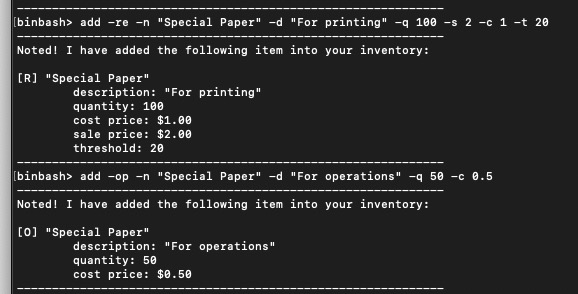 binbash> add -re -n "Special Paper" -d "For printing" -q 100 -s 2 -c 1 -t 20
Noted! I have added the following item into your inventory:
[R] "Special Paper"
description: "For printing"
quantity: 100
cost price: $1.00
sale price: $2.00
threshold: 20
binbash> add -op -n "Special Paper" -d "For operations" -q 50 -c 0.5
Noted! I have added the following item into your inventory:
[O] "Special Paper"
description: "For operations"
quantity: 50
cost price: $0.50